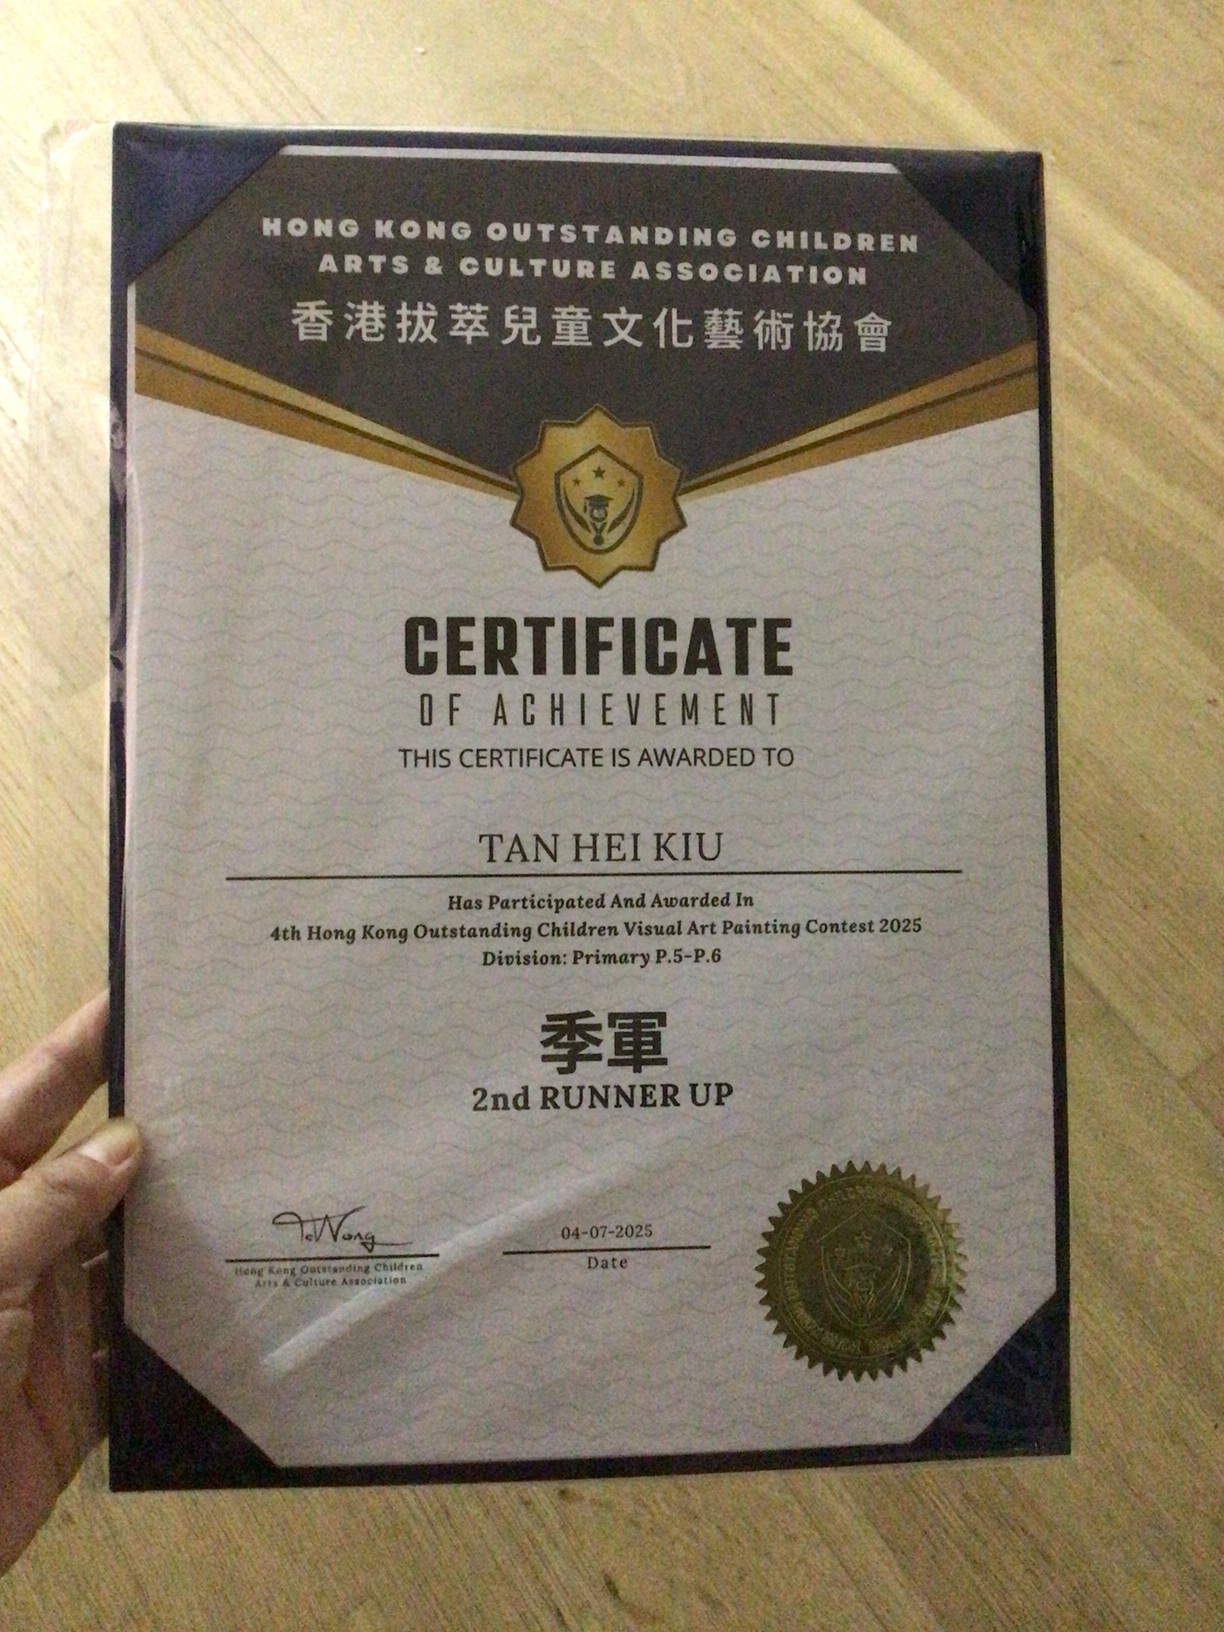 HONG KONG OUTSTANDING CHILDREN
ARTS & CULTURE ASSOCIATION
香港拔萃兒童文化藝術協會
CERTIFICATE
OF ACHIEVEMENT
THIS CERTIFICATE IS AWARDED TO
TAN HEI KIU
Has Participated And Awarded In
4th Hong Kong Outstanding Children Visual Art Painting Contest 2025
Division: Primary P.5-P.6
季軍
2nd RUNNER UP
Wong
04-07-2025
Hong Kong Outstanding Children
Arts & Culture Association
Date